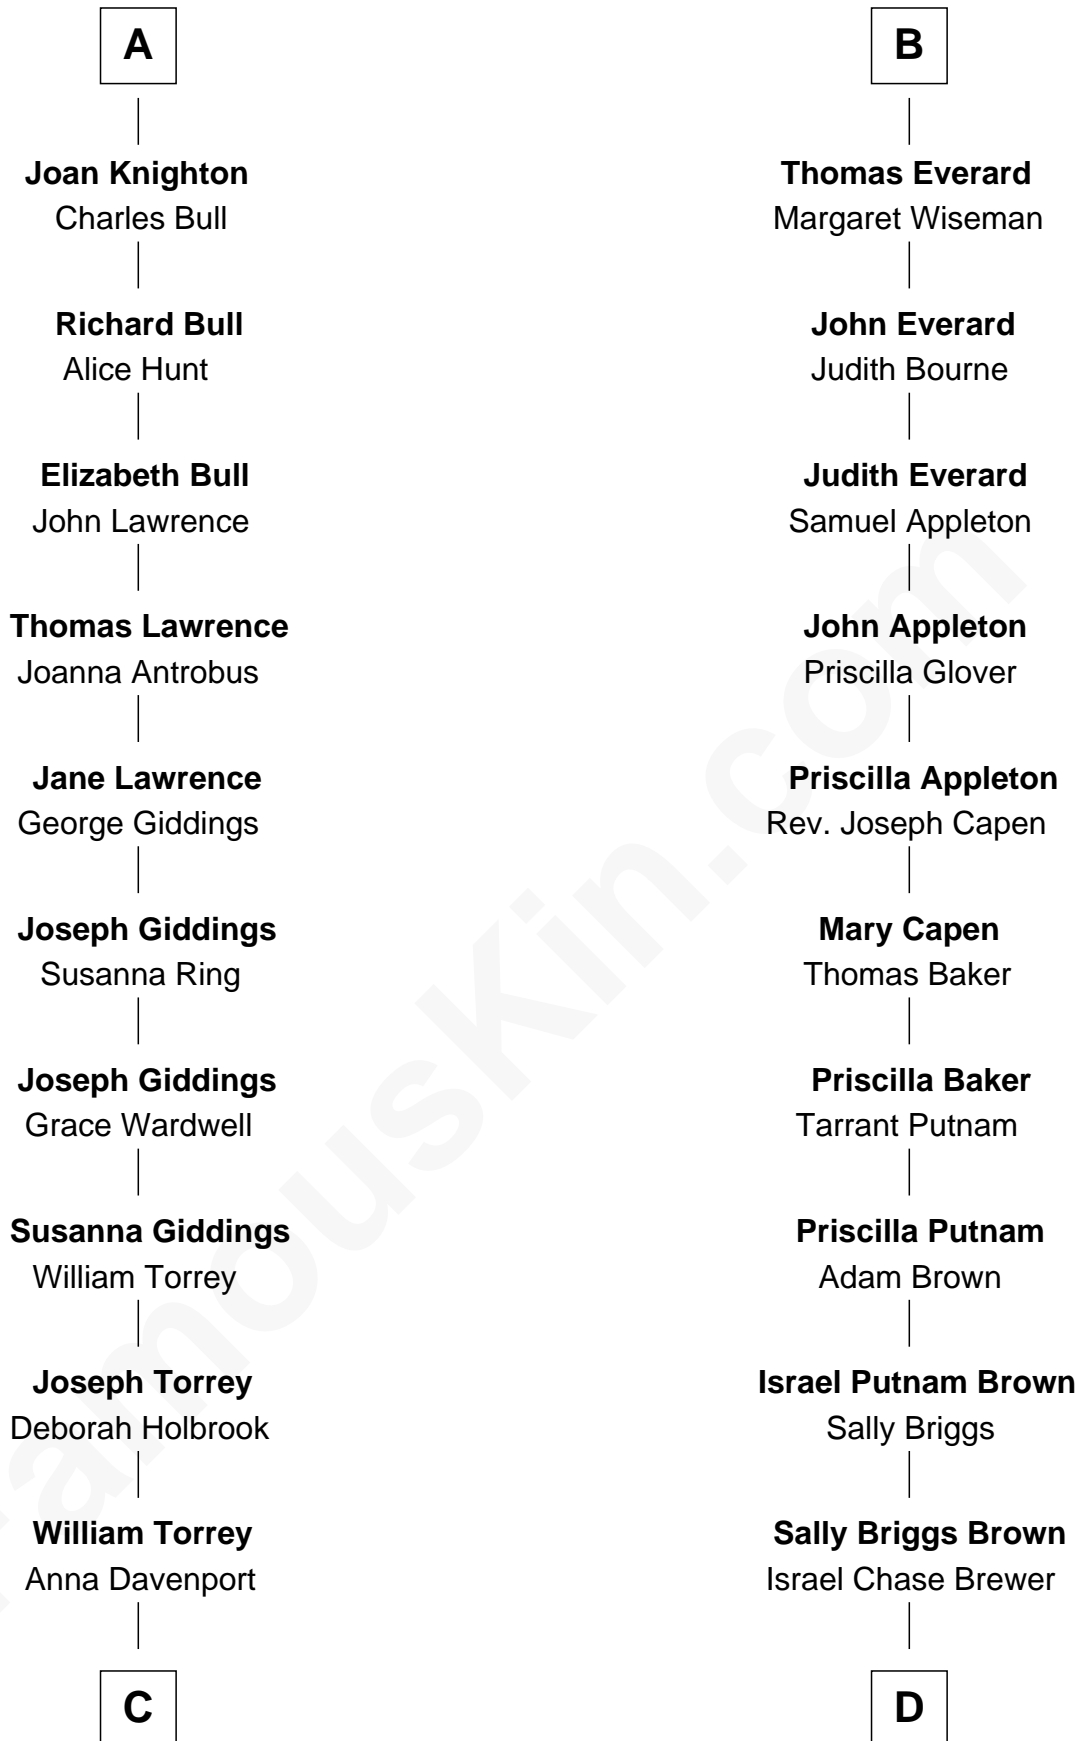 A
Joan Knighton
Charles Bull
Richard Bull
Alice Hunt
Elizabeth Bull
John Lawrence
Thomas Lawrence
Joanna Antrobus
Jane Lawrence
George Giddings
Joseph Giddings
Susanna Ring
Joseph Giddings
Grace Wardwell
Susanna Giddings
William Torrey
Joseph Torrey
Deborah Holbrook
William Torrey
Anna Davenport
C
B
Thomas Everard
Margaret Wiseman
John Everard
Judith Bourne
Judith Everard
Samuel Appleton
John Appleton
Priscilla Glover
Priscilla Appleton
Rev. Joseph Capen
Mary Capen
Thomas Baker
Priscilla Baker
Tarrant Putnam
Priscilla Putnam
Adam Brown
Israel Putnam Brown
Sally Briggs
Sally Briggs Brown
Israel Chase Brewer
D
FamousKin.com